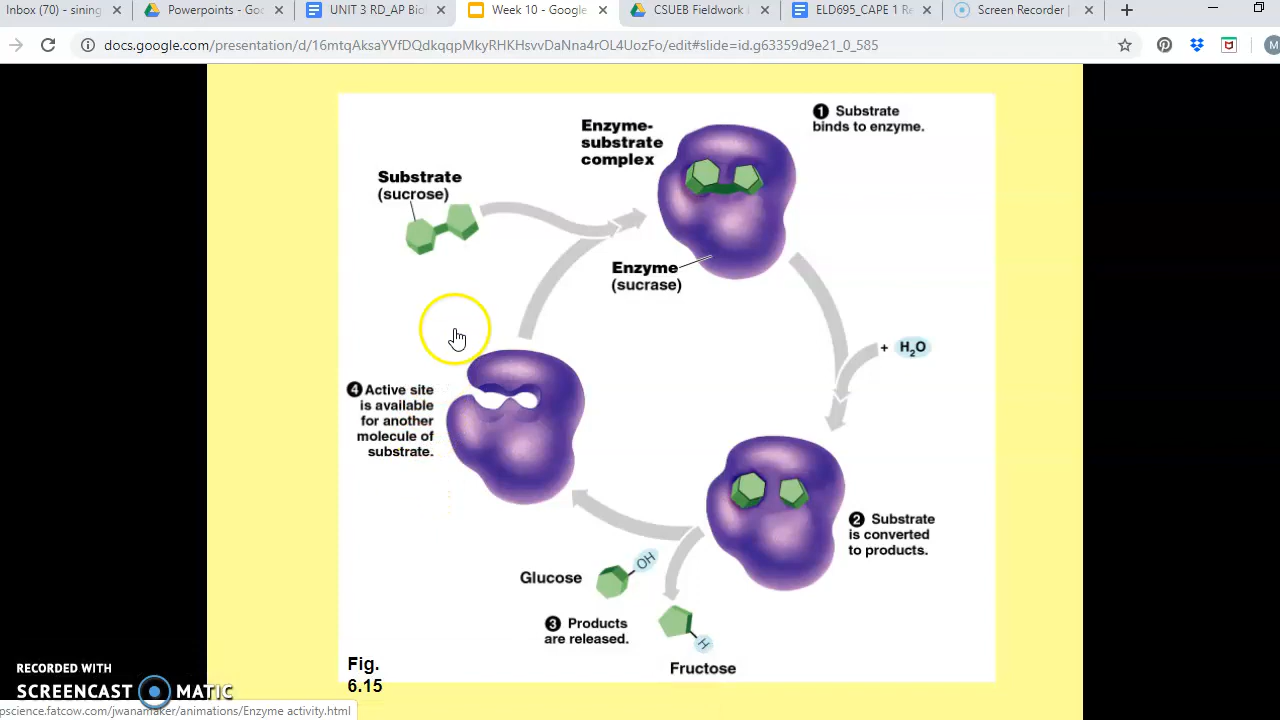 Inbox (70) - sining
Powerpoints - Go
UNIT 3 RD_AP Bio
Week 10 - Google
CSUEB Fieldwork i
ELD695_CAPE 1 Re
Screen Recorder |
docs.google.com/presentation/d/16mtqAksaYVfDQdkqqpMkyRHIKHsvvDaNna4rOL4UozFo/edit#slide=id.g63359d9e21_0_585
Enzyme-
substrate
complex
1 Substrate
binds to enzyme.
Substrate
(sucrose)
Enzyme
(sucrase)
+ H₂O
4 Active site
is available
for another
molecule of
substrate.
2 Substrate
is converted
to products.
Glucose
OH
3 Products
are released.
H
Fructose
Fig.
6.15
RECORDED WITH
SCREENCAST MATIC
pscience.fatcow.com/jwanamaker/animations/Enzyme activity.html